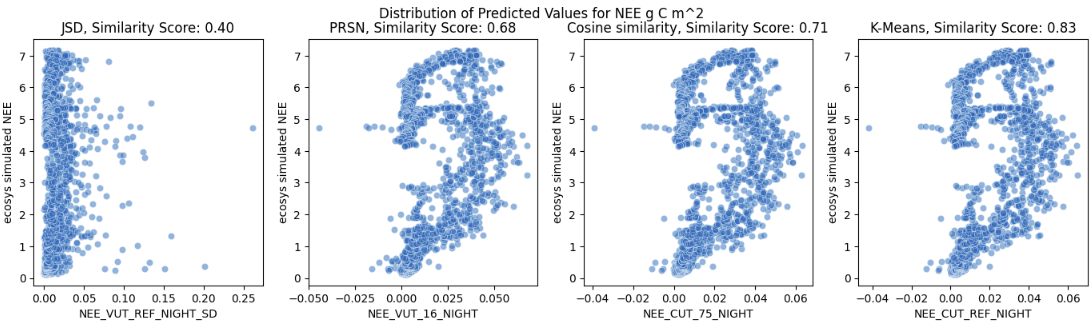 Distribution of Predicted Values for NEE g C m^2
JSD, Similarity Score: 0.40
PRSN, Similarity Score: 0.68
Cosine similarity, Similarity Score: 0.71
K-Means, Similarity Score: 0.83
ecosys simulated NEE
7
6
5
4
3
2
1
0
0.00 0.05 0.10 0.15 0.20 0.25
NEE_VUT_REF_NIGHT_SD
ecosys simulated NEE
7
6
5
4
3
2
1
0
−0.050 −0.025 0.000 0.025 0.050
NEE_VUT_16_NIGHT
ecosys simulated NEE
7
6
5
4
3
2
1
0
−0.04 −0.02 0.00 0.02 0.04 0.06
NEE_CUT_75_NIGHT
ecosys simulated NEE
7
6
5
4
3
2
1
0
−0.04 −0.02 0.00 0.02 0.04 0.06
NEE_CUT_REF_NIGHT